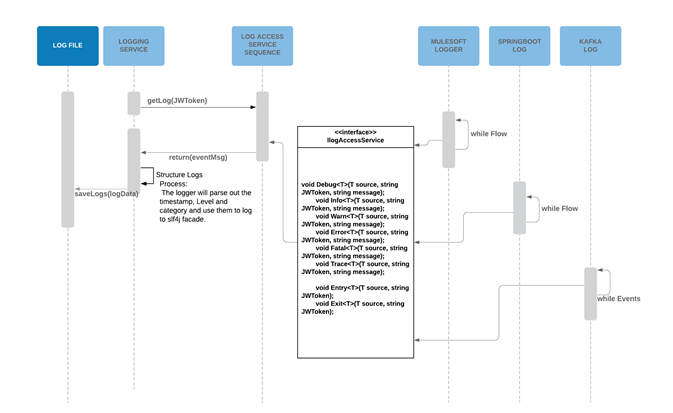 LOG FILE
LOGGING
SERVICE
LOG ACCESS
SERVICE
SEQUENCE
MULESOFT
LOGGER
SPRINGBOOT
LOG
KAFKA
LOG
getLog(JWToken)
<<interface>>
IlogAccessService
while Flow
return(eventMsg)
Structure Logs
Process:
The logger will parse out the
timestamp, Level and
category and use them to log
to slf4j facade.
saveLogs(logData)
void Debug<T>(T source, string
JWToken, string message);
void Info<T>(T source, string
JWToken, string message);
void Warn<T>(T source, string
JWToken, string message);
void Error<T>(T source, string
JWToken, string message);
void Fatal<T>(T source, string
JWToken, string message);
void Trace<T>(T source, string
JWToken, string message);
void Entry<T>(T source, string
JWToken);
void Exit<T>(T source, string
JWToken);
while Flow
while Events